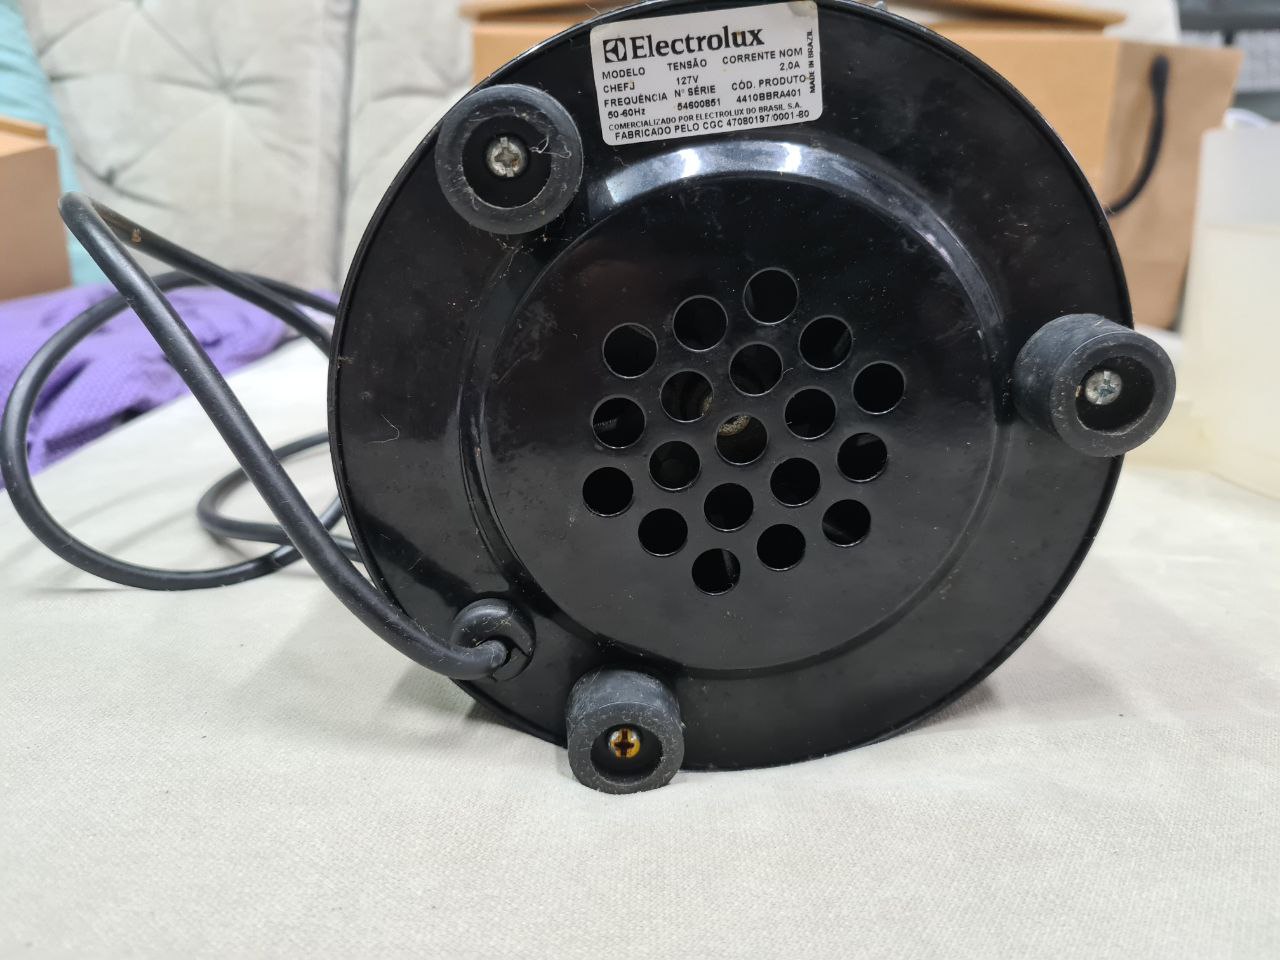 Electrolux
MODELO TENSÃO CORRENTE NOM
CHEFJ 127V 2,0A
FREQUÊNCIA Nº SÉRIE CÓD. PRODUTO
50-60Hz 54600851 4410BBRA401
COMERCIALIZADO POR ELECTROLUX DO BRASIL S.A.
FABRICADO PELO CGC 47080197/0001-80
MADE IN BRAZIL